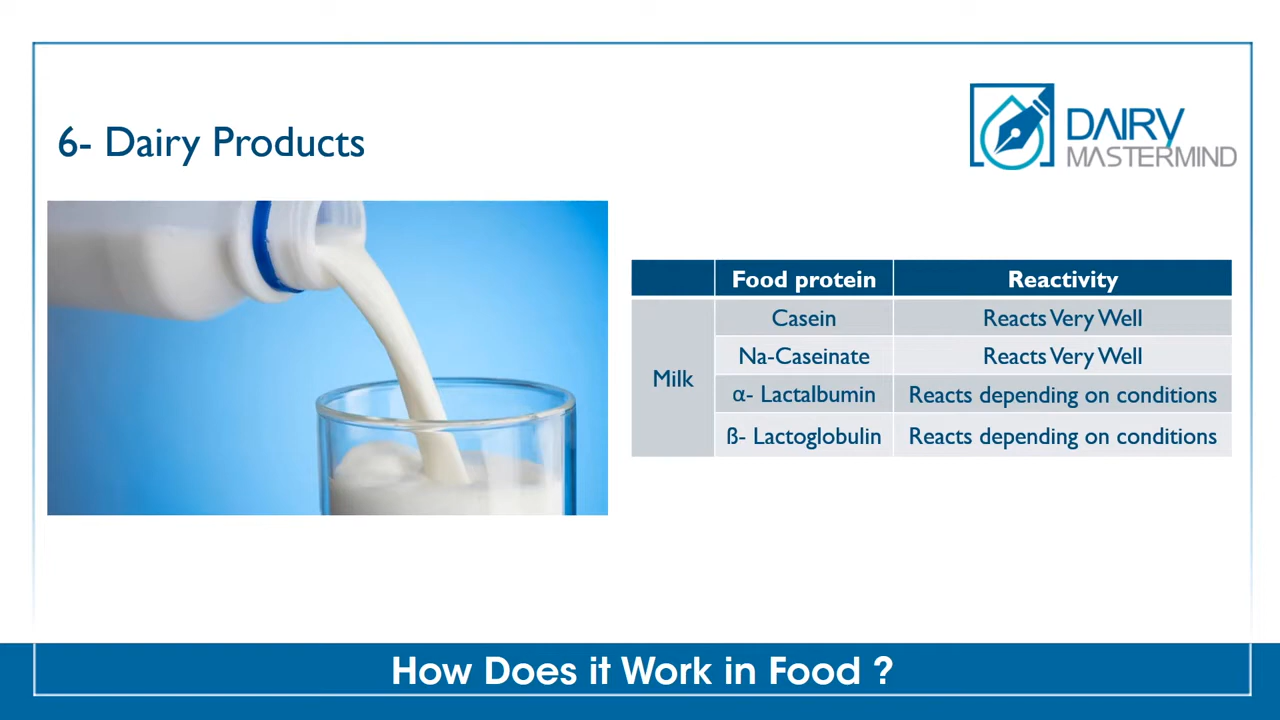 6- Dairy Products
DAIRY
MASTERMIND
Food protein Reactivity
Milk
Casein Reacts Very Well
Na-Caseinate Reacts Very Well
α- Lactalbumin Reacts depending on conditions
ß- Lactoglobulin Reacts depending on conditions
How Does it Work in Food ?